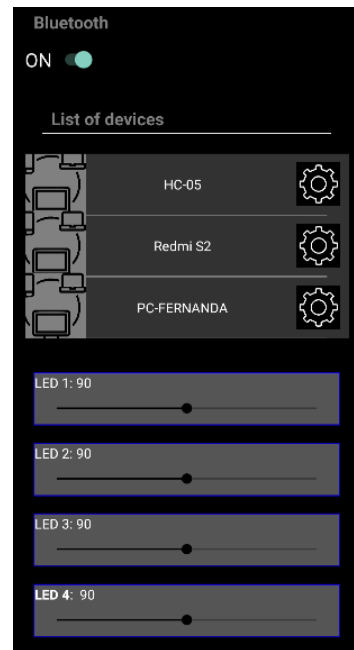 Bluetooth
ON
List of devices
HC-05
Redmi S2
PC-FERNANDA
LED 1: 90
LED 2: 90
LED 3: 90
LED 4: 90